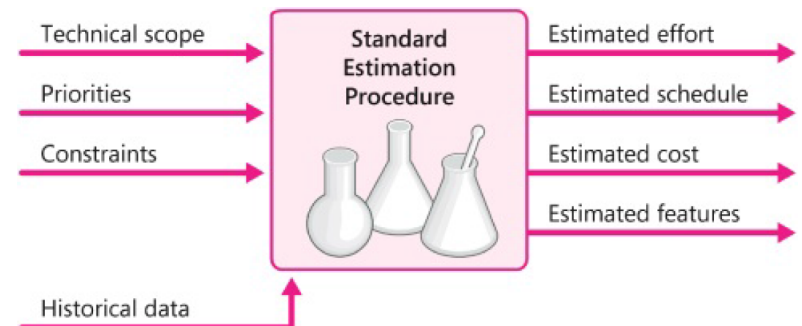 Technical scope
Priorities
Constraints
Historical data
Standard
Estimation
Procedure
Estimated effort
Estimated schedule
Estimated cost
Estimated features